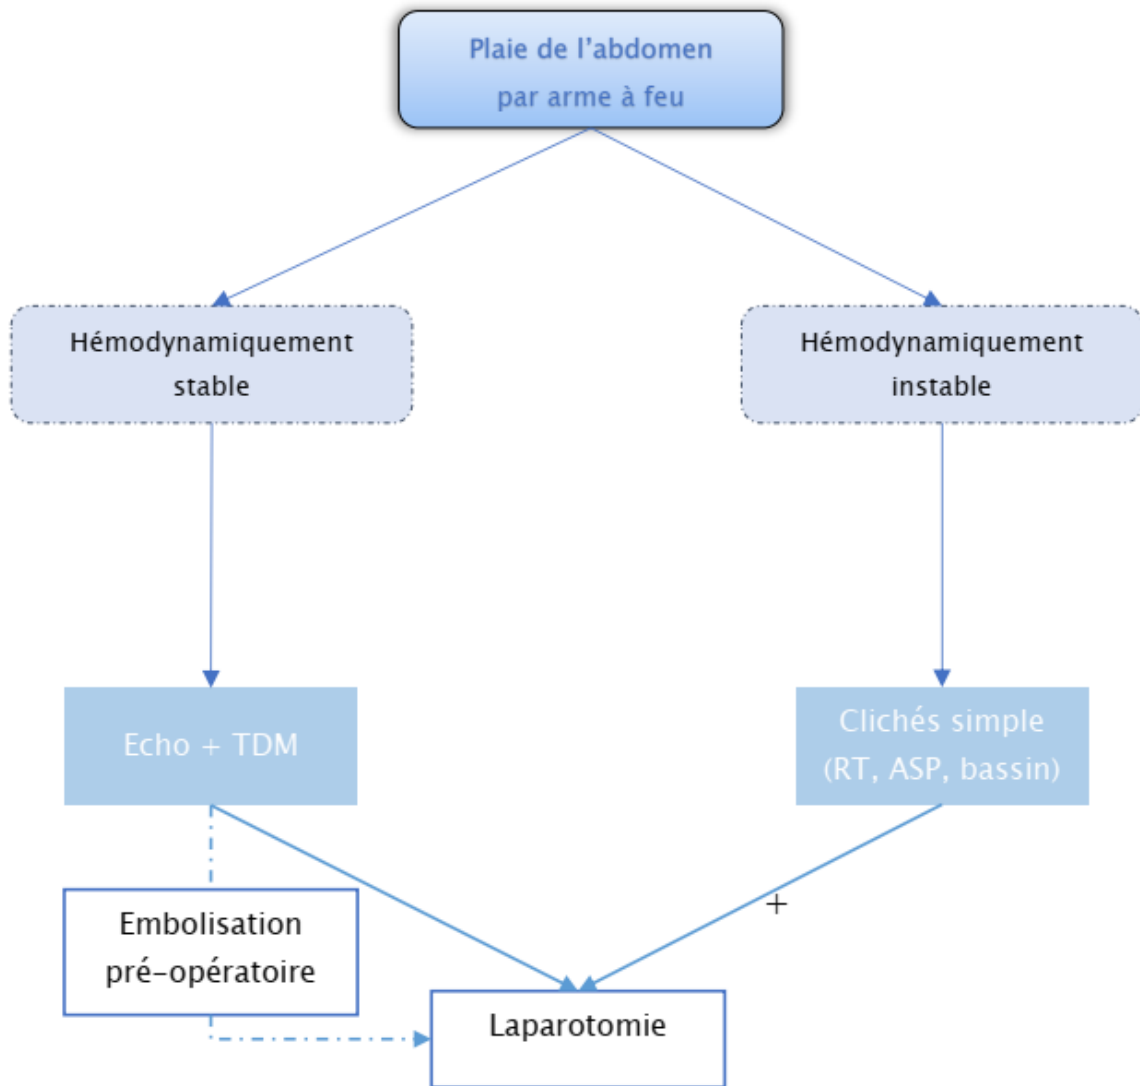 Plaie de l’abdomen
par arme à feu
Hémodynamiquement
stable
Hémodynamiquement
instable
Echo + TDM
Clichés simple
(RT, ASP, bassin)
Embolisation
pré-opératoire
+
Laparotomie